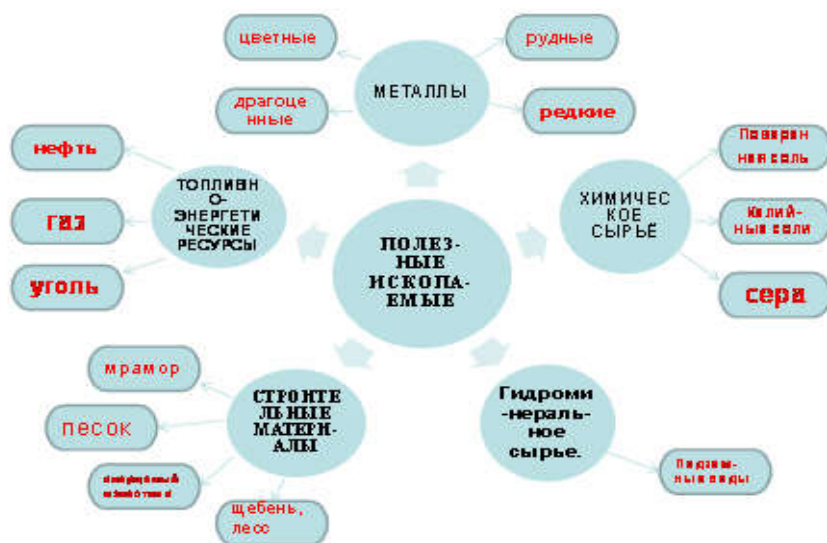 цветные
рудные
МЕТАЛЛЫ
драгоце
нные
редкие
нефть
газ
уголь
ТОПЛИВН
О-
ЭНЕРГЕТИ
ЧЕСКИЕ
РЕСУРСЫ
ХИМИЧЕС
КОЕ
СЫРЬЁ
Поварен
ная соль
Калий-
ные соли
сера
ПОЛЕЗ-
НЫЕ
ИСКОПА-
ЕМЫЕ
мрамор
песок
щебень,
лесс
СТРОИТЕ
ЛЬНЫЕ
МАТЕРИ-
АЛЫ
Гидроми
-нераль-
ное
сырье.
Подзем-
ные воды